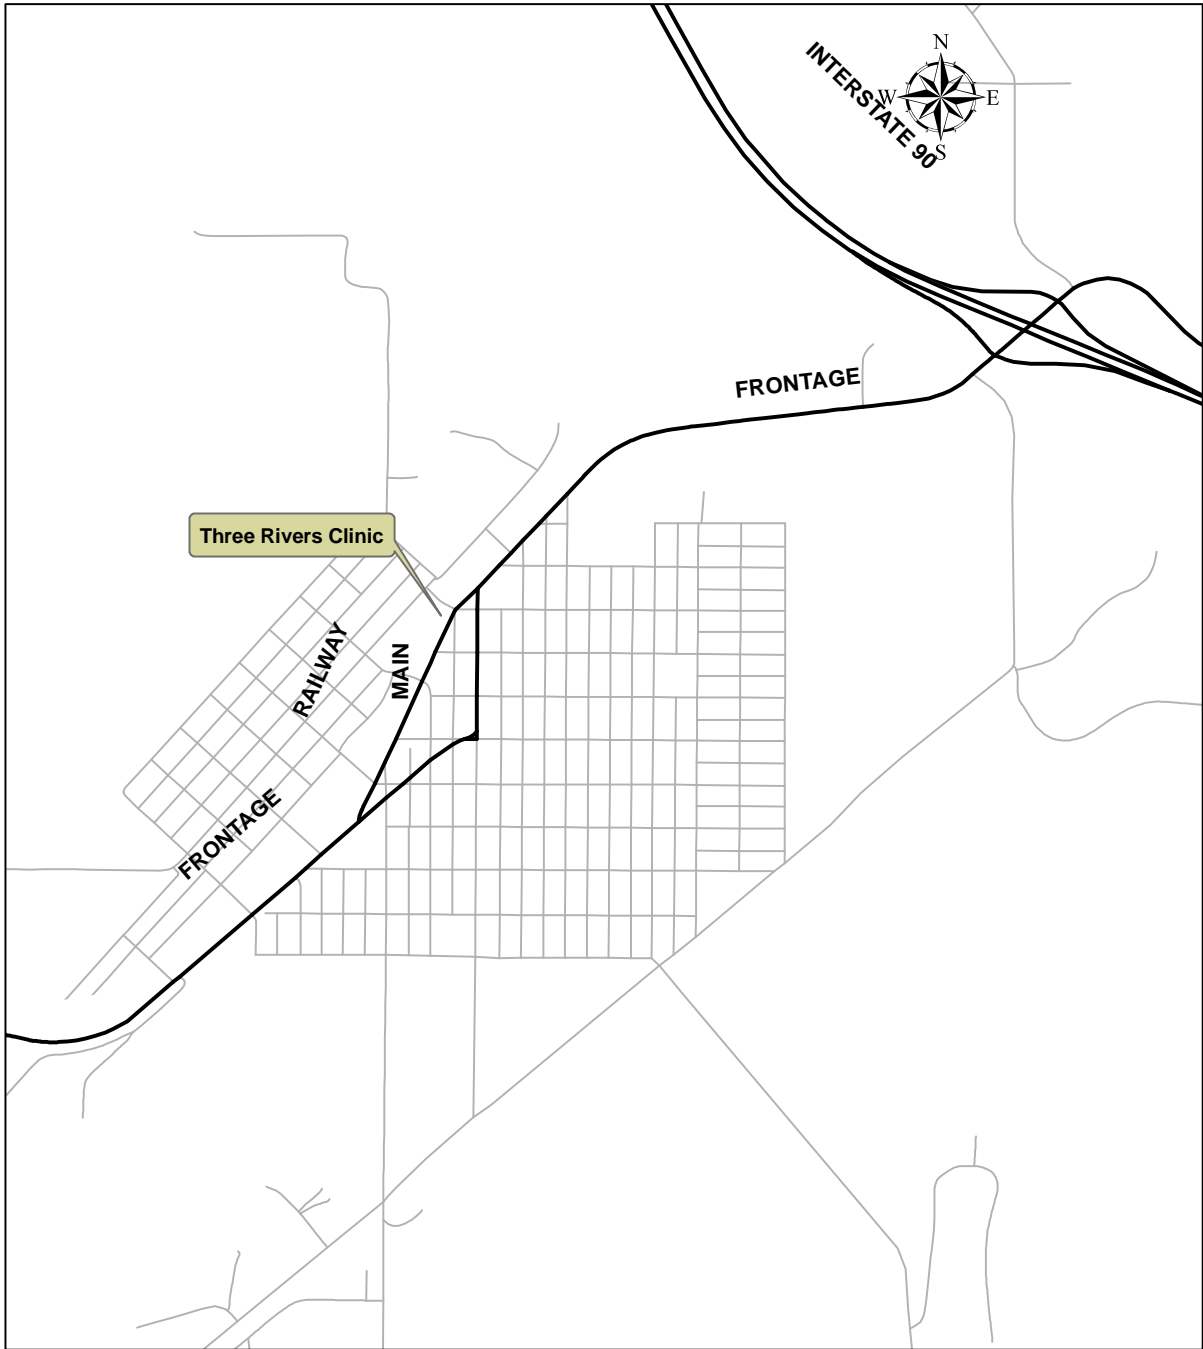 N
INTERSTATE 90
W
E
S
FRONTAGE
Three Rivers Clinic
RAILWAY
MAIN
FRONTAGE